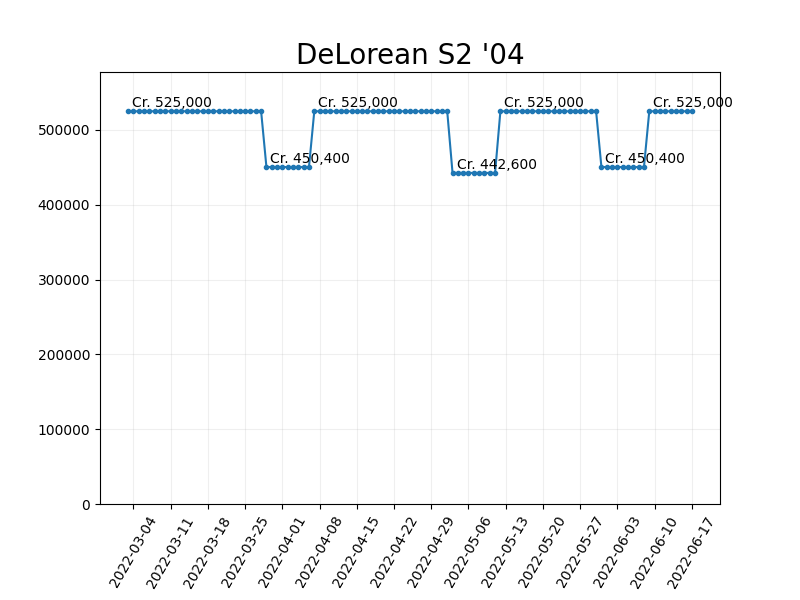 DeLorean S2 '04
Cr. 525,000
Cr. 525,000
Cr. 525,000
Cr. 525,000
Cr. 450,400
Cr. 442,600
Cr. 450,400
500000
400000
300000
200000
100000
0
2022-03-04
2022-03-11
2022-03-18
2022-03-25
2022-04-01
2022-04-08
2022-04-15
2022-04-22
2022-04-29
2022-05-06
2022-05-13
2022-05-20
2022-05-27
2022-06-03
2022-06-10
2022-06-17